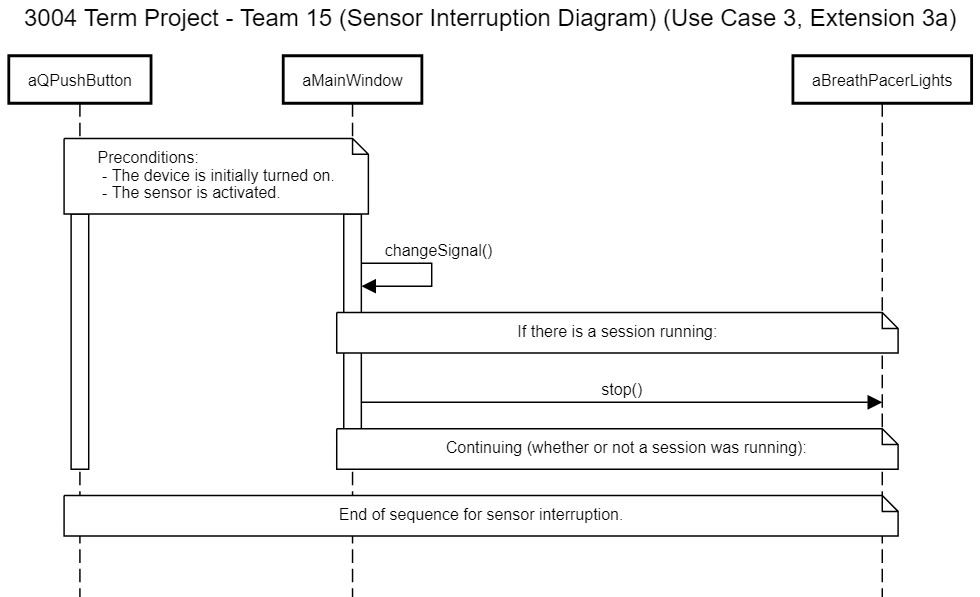 3004 Term Project - Team 15 (Sensor Interruption Diagram) (Use Case 3, Extension 3a)
aQPushButton
aMainWindow
aBreathPacerLights
Preconditions:
- The device is initially turned on.
- The sensor is activated.
changeSignal()
If there is a session running:
stop()
Continuing (whether or not a session was running):
End of sequence for sensor interruption.